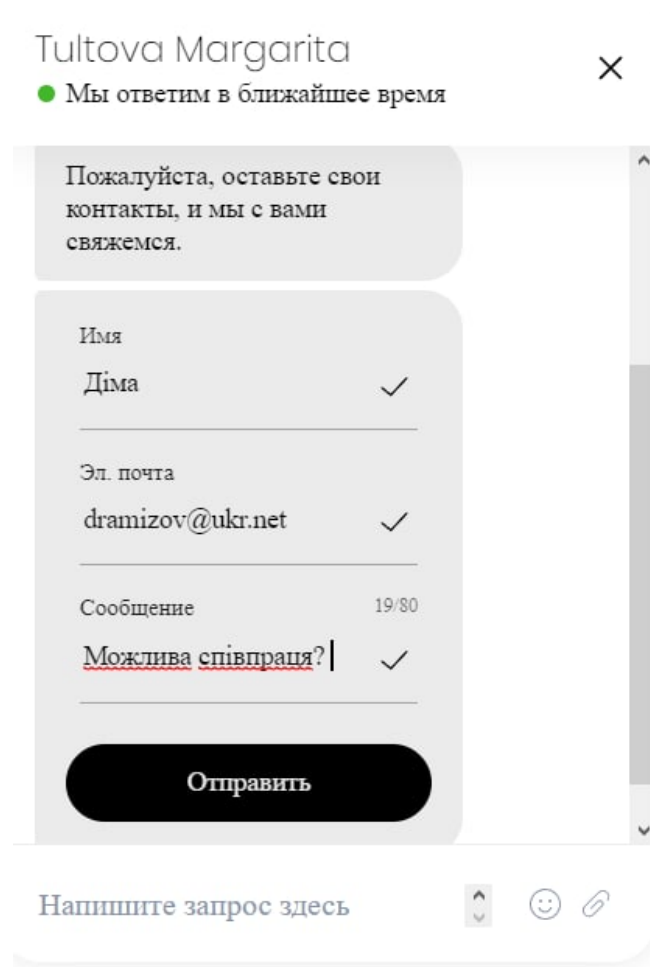 Tultova Margarita
Мы ответим в ближайшее время
Пожалуйста, оставьте свои
контакты, и мы с вами
свяжемся.
Имя
Діма
Эл. почта
dramizov@ukr.net
Сообщение 19/80
Можлива співпраця?
Отправить
Напишите запрос здесь